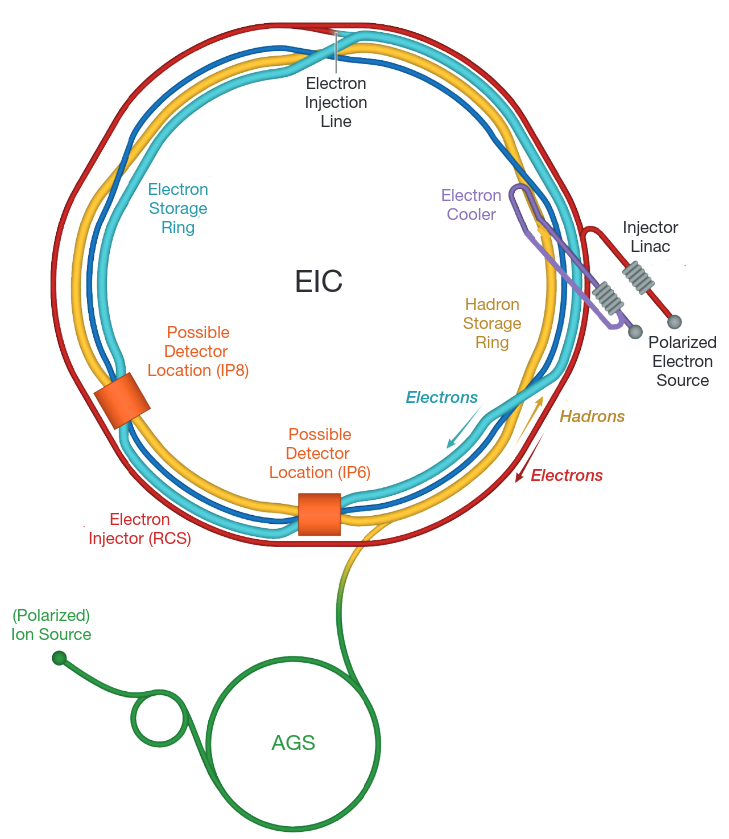 Electron
Injection
Line
Electron
Storage
Ring
Electron
Cooler
Injector
Linac
EIC
Hadron
Storage
Ring
Possible
Detector
Location (IP8)
Polarized
Electron
Source
Electrons
Hadrons
Possible
Detector
Location (IP6)
Electrons
Electron
Injector (RCS)
(Polarized)
Ion Source
AGS